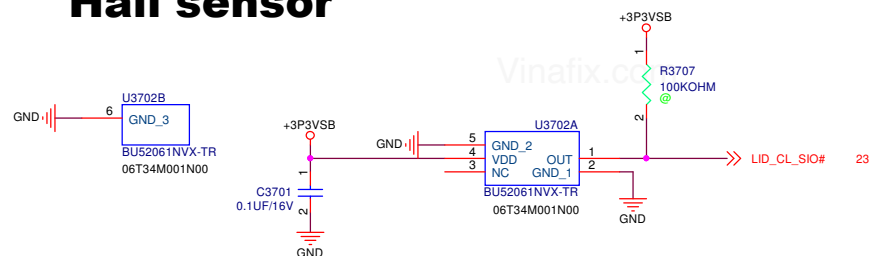 Hall sensor
+3P3VSB
Vinafix.co
1
R3707
100KOHM
@
2
U3702B
GND
6
GND_3
BU52061NVX-TR
06T34M001N00
+3P3VSB
1
C3701
0.1UF/16V
2
GND
U3702A
GND
5
GND_2
4
VDD
OUT
1
3
NC
GND_1
2
BU52061NVX-TR
06T34M001N00
GND
LID_CL_SIO#
23